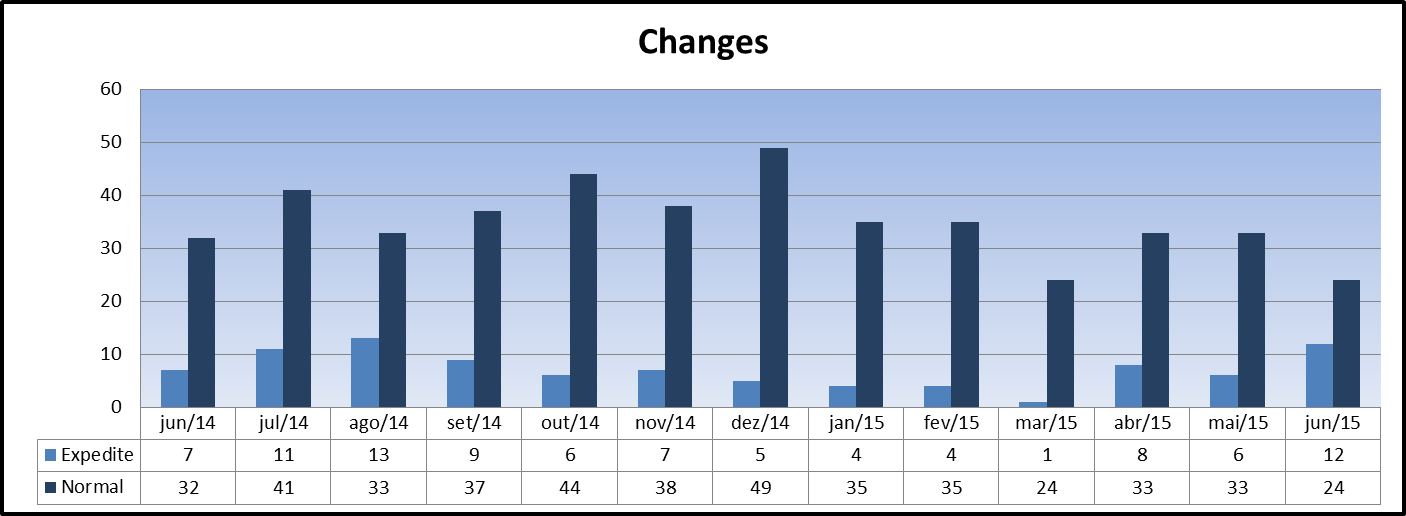 Changes
60
50
40
30
20
10
0
jun/14 jul/14 ago/14 set/14 out/14 nov/14 dez/14 jan/15 fev/15 mar/15 abr/15 mai/15 jun/15
Expedite 7 11 13 9 6 7 5 4 4 1 8 6 12
Normal 32 41 33 37 44 38 49 35 35 24 33 33 24